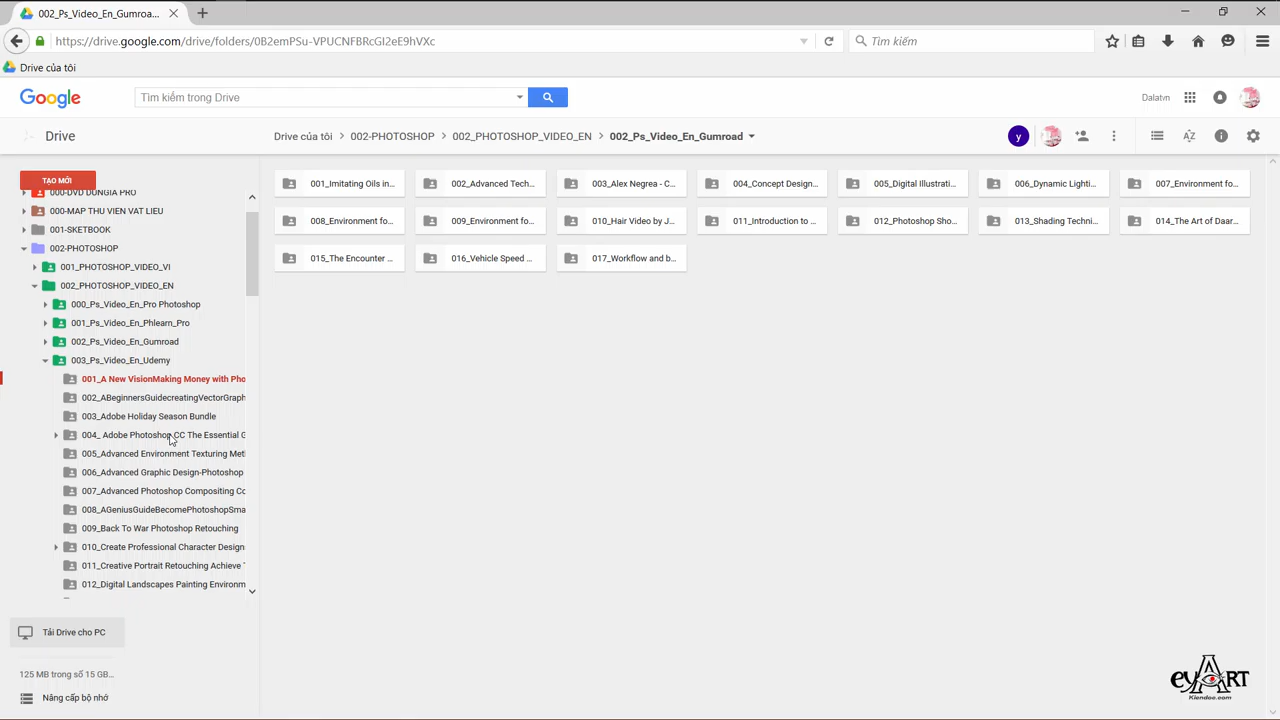 002_Ps_Video_En_Gumroa...
https://drive.google.com/drive/folders/0B2emPSu-VPUCNFBRcGI2eE9hVXc
Tìm kiếm
Drive của tôi
Google
Tìm kiếm trong Drive
Dalatvn
Drive
Drive của tôi
002-PHOTOSHOP
002_PHOTOSHOP_VIDEO_EN
002_Ps_Video_En_Gumroad
y
TẠO MỚI
000-DVD DUNGIA PRO
000-MAP THU VIEN VAT LIEU
001-SKETBOOK
002-PHOTOSHOP
001_PHOTOSHOP_VIDEO_VI
002_PHOTOSHOP_VIDEO_EN
000_Ps_Video_En_Pro Photoshop
001_Ps_Video_En_Phlearn_Pro
002_Ps_Video_En_Gumroad
003_Ps_Video_En_Udemy
001_A New VisionMaking Money with Pho
002_ABeginnersGuidecreatingVectorGraph
003_Adobe Holiday Season Bundle
004_ Adobe Photoshop CC The Essential G
005_Advanced Environment Texturing Met
006_Advanced Graphic Design-Photoshop
007_Advanced Photoshop Compositing Co
008_AGeniusGuideBecomePhotoshopSma
009_Back To War Photoshop Retouching
010_Create Professional Character Design
011_Creative Portrait Retouching Achieve
012_Digital Landscapes Painting Environm
Tải Drive cho PC
125 MB trong số 15 GB...
Nâng cấp bộ nhớ
001_Imitating Oils in...
002_Advanced Tech...
003_Alex Negrea - C...
004_Concept Design...
005_Digital Illustrati...
006_Dynamic Lighti...
007_Environment fo...
008_Environment fo...
009_Environment fo...
010_Hair Video by J...
011_Introduction to ...
012_Photoshop Sho...
013_Shading Techni...
014_The Art of Daar...
015_The Encounter ...
016_Vehicle Speed ...
017_Workflow and b...
eyART
Kiendoc.com